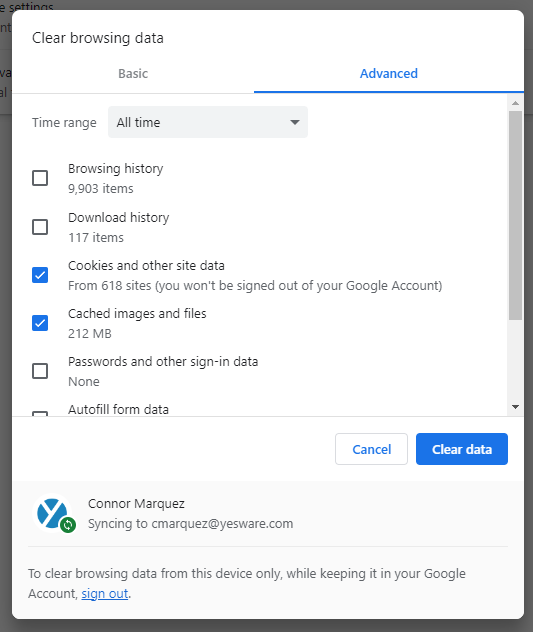 e settings
Clear browsing data
Basic
Advanced
Time range
All time
Browsing history
9,903 items
Download history
117 items
Cookies and other site data
From 618 sites (you won't be signed out of your Google Account)
Cached images and files
212 MB
Passwords and other sign-in data
None
Autofill form data
Cancel
Clear data
Connor Marquez
Syncing to cmarquez@yesware.com
To clear browsing data from this device only, while keeping it in your Google
Account, sign out.